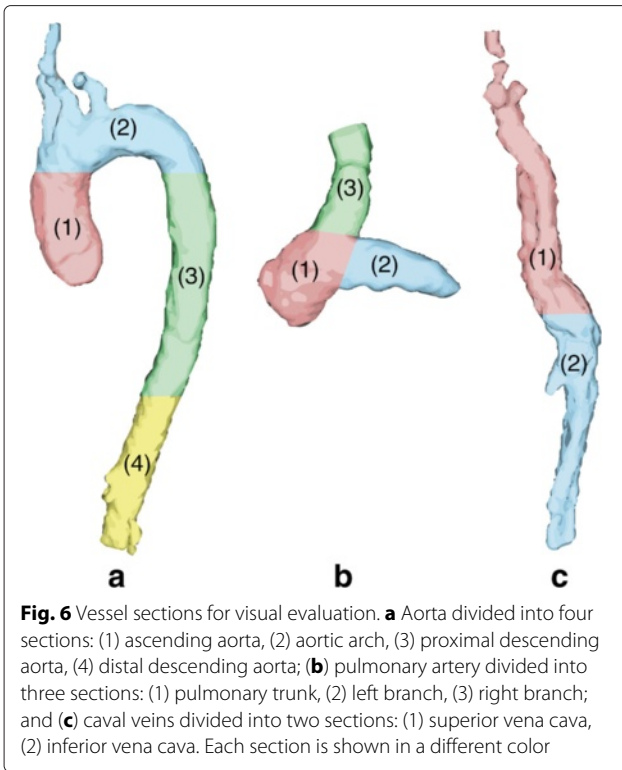 (2)
(1)
(3)
(4)
a
(3)
(1)
(2)
b
(1)
(2)
c
Fig. 6 Vessel sections for visual evaluation. a Aorta divided into four
sections: (1) ascending aorta, (2) aortic arch, (3) proximal descending
aorta, (4) distal descending aorta; (b) pulmonary artery divided into
three sections: (1) pulmonary trunk, (2) left branch, (3) right branch;
and (c) caval veins divided into two sections: (1) superior vena cava,
(2) inferior vena cava. Each section is shown in a different color